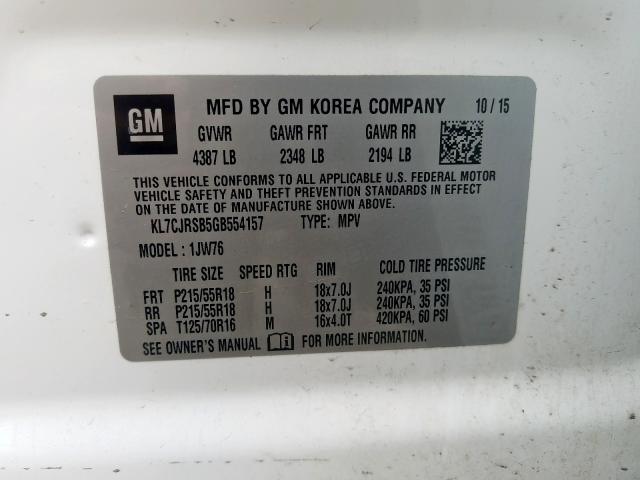 GM MFD BY GM KOREA COMPANY 10 / 15
GVWR GAWR FRT GAWR RR
4387 LB 2348 LB 2194 LB
THIS VEHICLE CONFORMS TO ALL APPLICABLE U.S. FEDERAL MOTOR
VEHICLE SAFETY AND THEFT PREVENTION STANDARDS IN EFFECT
ON THE DATE OF MANUFACTURE SHOWN ABOVE.
KL7CJRSB5GB554157 TYPE: MPV
MODEL : 1JW76
TIRE SIZE SPEED RTG RIM COLD TIRE PRESSURE
FRT P215/55R18 H 18x7.0J 240KPA, 35 PSI
RR P215/55R18 H 18x7.0J 240KPA, 35 PSI
SPA T125/70R16 M 16x4.0T 420KPA, 60 PSI
SEE OWNER'S MANUAL FOR MORE INFORMATION.